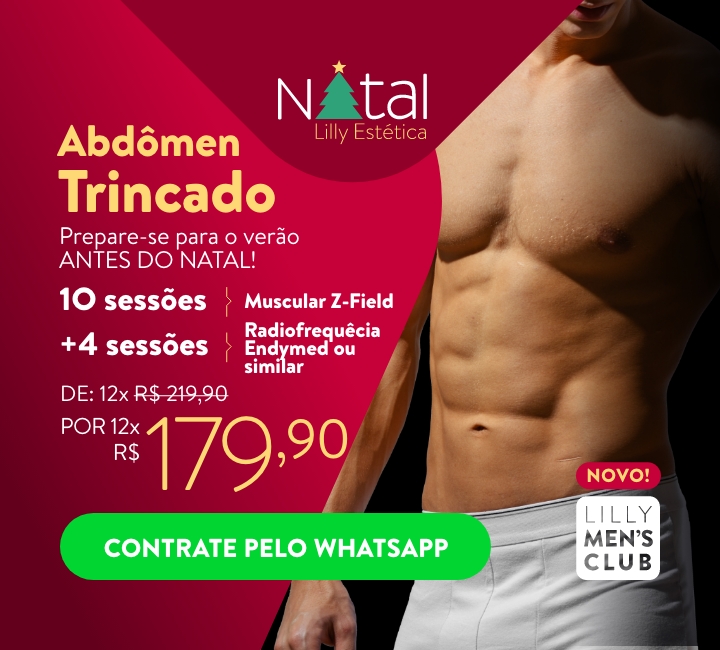 Natal
Lilly Estética
Abdômen
Trincado
Prepare-se para o verão
ANTES DO NATAL!
10 sessões
Muscular Z-Field
+4 sessões
Radiofrequêcia
Endymed ou
similar
DE: 12x R$ 219,90
POR 12x
R$ 179,90
CONTRATE PELO WHATSAPP
NOVO!
LILLY
MEN'S
CLUB